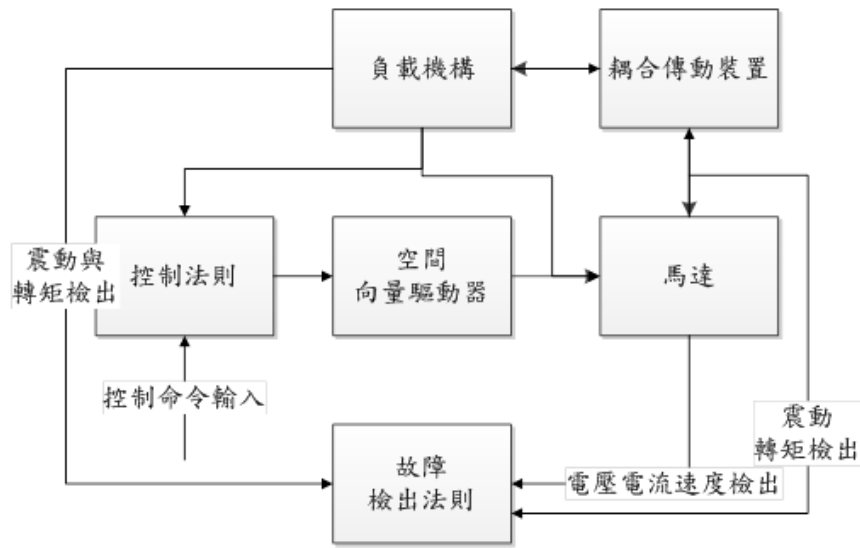 負載機構
耦合傳動裝置
震動與
轉矩檢出
控制法則
空間
向量驅動器
馬達
控制命令輸入
震動
轉矩檢出
故障
檢出法則
電壓電流速度檢出